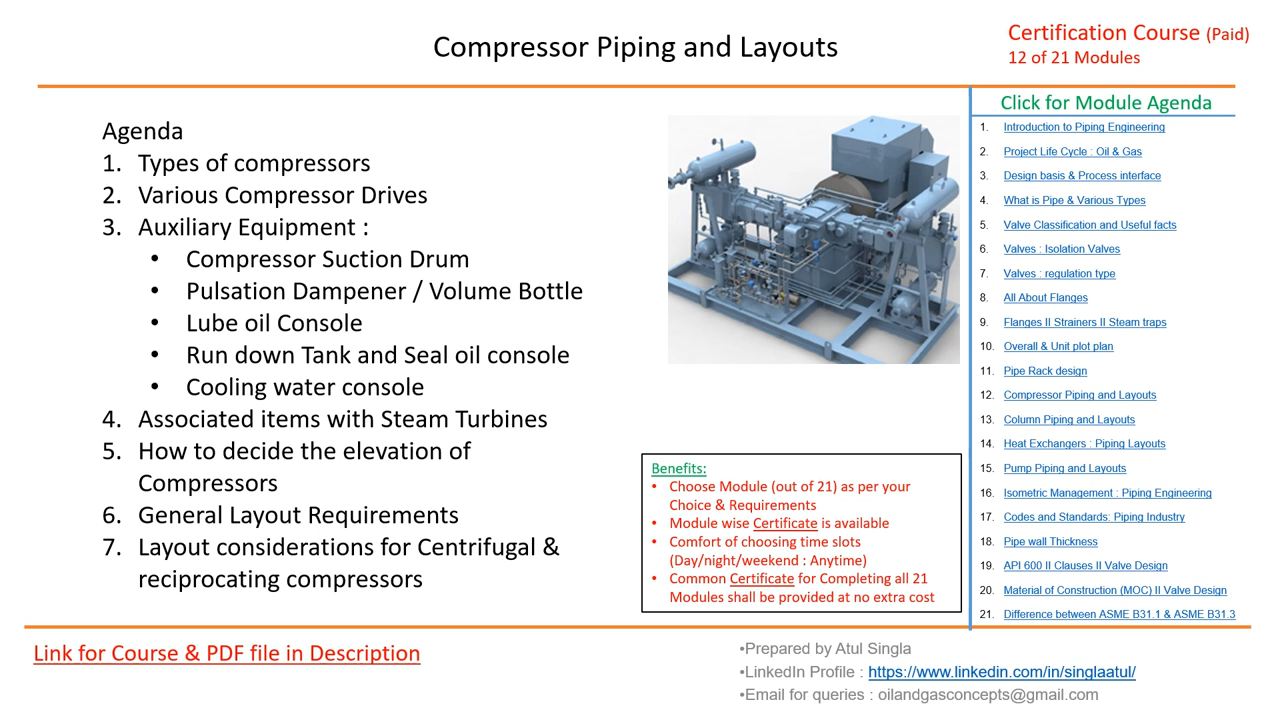 Compressor Piping and Layouts
Certification Course (Paid)
12 of 21 Modules
Agenda
1. Types of compressors
2. Various Compressor Drives
3. Auxiliary Equipment :
• Compressor Suction Drum
• Pulsation Dampener / Volume Bottle
• Lube oil Console
• Run down Tank and Seal oil console
• Cooling water console
4. Associated items with Steam Turbines
5. How to decide the elevation of
Compressors
6. General Layout Requirements
7. Layout considerations for Centrifugal &
reciprocating compressors
Benefits:
• Choose Module (out of 21) as per your
Choice & Requirements
• Module wise Certificate is available
• Comfort of choosing time slots
(Day/night/weekend : Anytime)
• Common Certificate for Completing all 21
Modules shall be provided at no extra cost
Click for Module Agenda
1. Introduction to Piping Engineering
2. Project Life Cycle : Oil & Gas
3. Design basis & Process interface
4. What is Pipe & Various Types
5. Valve Classification and Useful facts
6. Valves : Isolation Valves
7. Valves : regulation type
8. All About Flanges
9. Flanges II Strainers II Steam traps
10. Overall & Unit plot plan
11. Pipe Rack design
12. Compressor Piping and Layouts
13. Column Piping and Layouts
14. Heat Exchangers : Piping Layouts
15. Pump Piping and Layouts
16. Isometric Management : Piping Engineering
17. Codes and Standards: Piping Industry
18. Pipe wall Thickness
19. API 600 II Clauses II Valve Design
20. Material of Construction (MOC) II Valve Design
21. Difference between ASME B31.1 & ASME B31.3
Link for Course & PDF file in Description
•Prepared by Atul Singla
•LinkedIn Profile : https://www.linkedin.com/in/singlaatul/
•Email for queries : oilandgasconcepts@gmail.com